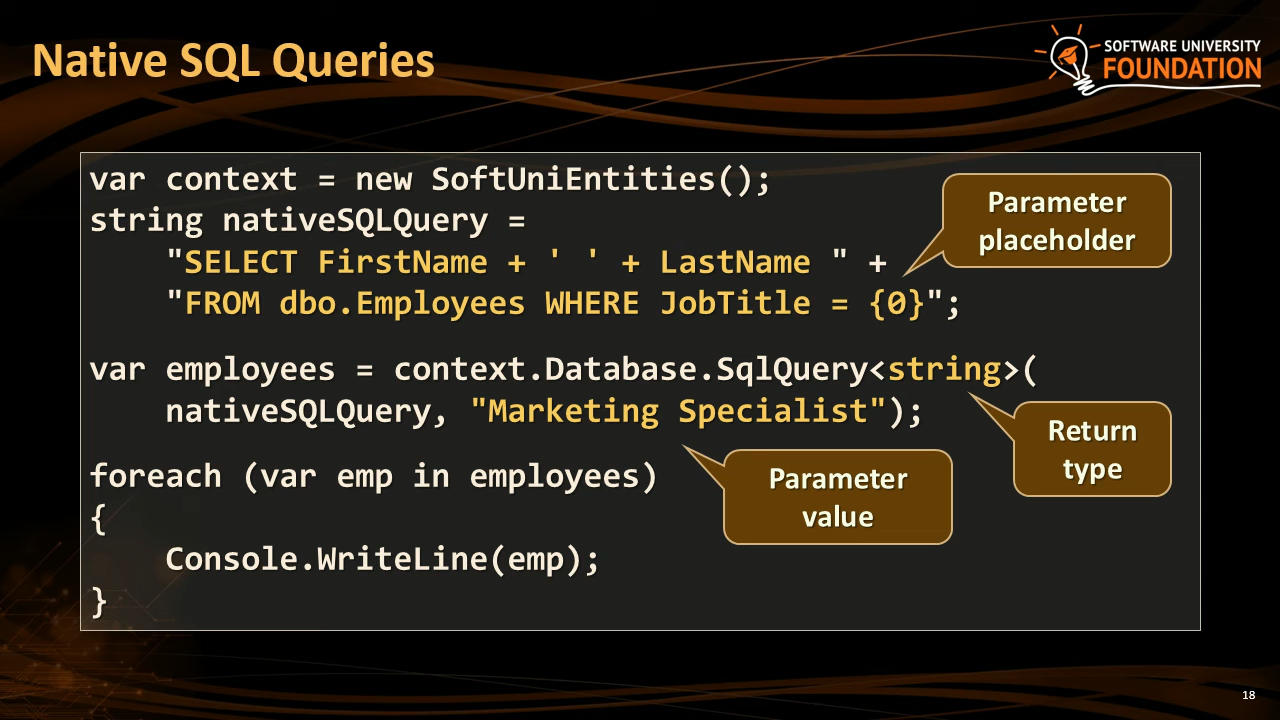 Native SQL Queries
SOFTWARE UNIVERSITY
FOUNDATION
var context = new SoftUniEntities();
string nativeSQLQuery =
    "SELECT FirstName + ' ' + LastName " +
    "FROM dbo.Employees WHERE JobTitle = {0}";
Parameter
placeholder
var employees = context.Database.SqlQuery<string>(
    nativeSQLQuery, "Marketing Specialist");
Return
type
Parameter
value
foreach (var emp in employees)
{
    Console.WriteLine(emp);
}
18